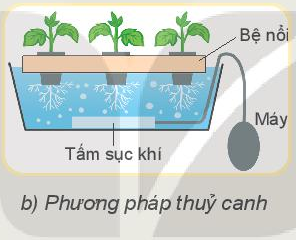 Bệ nổi
Máy
Tấm sục khí
b) Phương pháp thuỷ canh